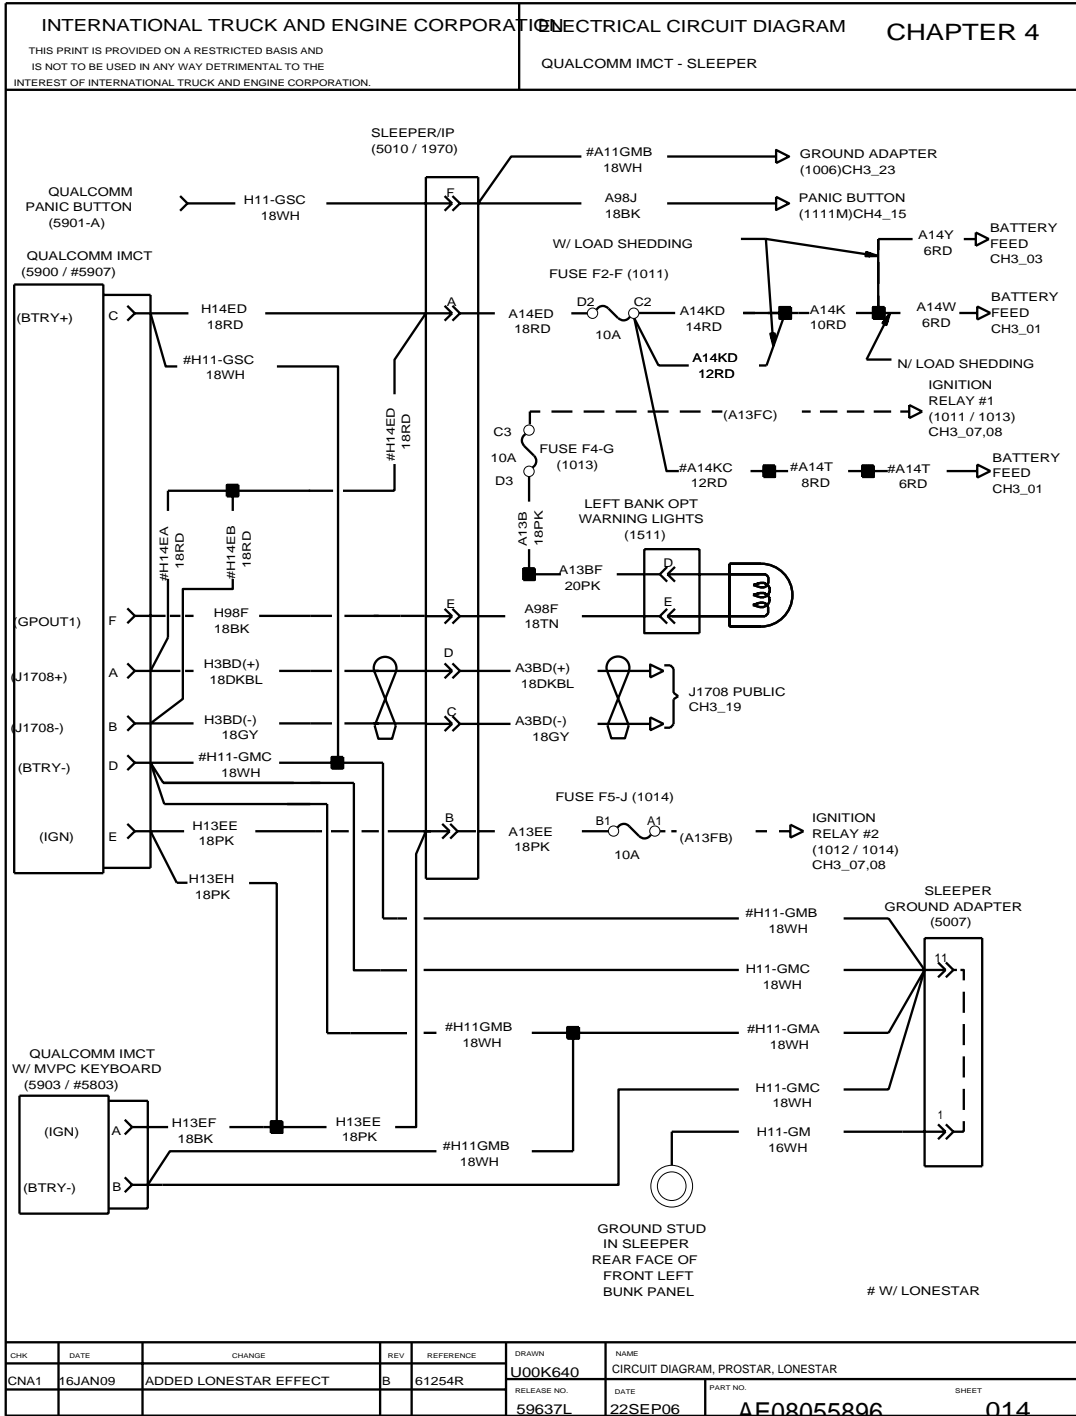 INTERNATIONAL TRUCK AND ENGINE CORPORATION
ELECTRICAL CIRCUIT DIAGRAM
CHAPTER 4
THIS PRINT IS PROVIDED ON A RESTRICTED BASIS AND
IS NOT TO BE USED IN ANY WAY DETRIMENTAL TO THE
INTEREST OF INTERNATIONAL TRUCK AND ENGINE CORPORATION.
QUALCOMM IMCT - SLEEPER
SLEEPER/IP
(5010 / 1970)
#A11GMB
18WH
GROUND ADAPTER
(1006)CH3_23
QUALCOMM
PANIC BUTTON
(5901-A)
H11-GSC
18WH
F
A98J
18BK
PANIC BUTTON
(1111M)CH4_15
W/ LOAD SHEDDING
A14Y
6RD
BATTERY
FEED
CH3_03
QUALCOMM IMCT
(5900 / #5907)
FUSE F2-F (1011)
(BTRY+)
C
H14ED
18RD
A
A14ED
18RD
D2
C2
10A
A14KD
14RD
A14K
10RD
A14W
6RD
BATTERY
FEED
CH3_01
#H11-GSC
18WH
A14KD
12RD
N/ LOAD SHEDDING
#H14ED
18RD
(A13FC)
IGNITION
RELAY #1
(1011 / 1013)
CH3_07,08
C3
10A
D3
FUSE F4-G
(1013)
#A14KC
12RD
#A14T
8RD
#A14T
6RD
BATTERY
FEED
CH3_01
A13B
18PK
LEFT BANK OPT
WARNING LIGHTS
(1511)
#H14EA
18RD
#H14EB
18RD
A13BF
20PK
D
E
(GPOUT1)
F
H98F
18BK
E
A98F
18TN
(J1708+)
A
H3BD(+)
18DKBL
D
A3BD(+)
18DKBL
J1708 PUBLIC
CH3_19
(J1708-)
B
H3BD(-)
18GY
C
A3BD(-)
18GY
(BTRY-)
D
#H11-GMC
18WH
FUSE F5-J (1014)
(IGN)
E
H13EE
18PK
B
A13EE
18PK
B1
A1
10A
(A13FB)
IGNITION
RELAY #2
(1012 / 1014)
CH3_07,08
H13EH
18PK
SLEEPER
GROUND ADAPTER
(5007)
#H11-GMB
18WH
11
H11-GMC
18WH
#H11GMB
18WH
#H11-GMA
18WH
QUALCOMM IMCT
W/ MVPC KEYBOARD
(5903 / #5803)
H11-GMC
18WH
(IGN)
A
H13EF
18BK
H13EE
18PK
#H11GMB
18WH
H11-GM
16WH
1
(BTRY-)
B
GROUND STUD
IN SLEEPER
REAR FACE OF
FRONT LEFT
BUNK PANEL
# W/ LONESTAR
CHK
DATE
CHANGE
REV
REFERENCE
DRAWN
NAME
CNA1
16JAN09
ADDED LONESTAR EFFECT
B
61254R
U00K640
CIRCUIT DIAGRAM, PROSTAR, LONESTAR
RELEASE NO.
DATE
PART NO.
SHEET
59637L
22SEP06
AF08055896
014